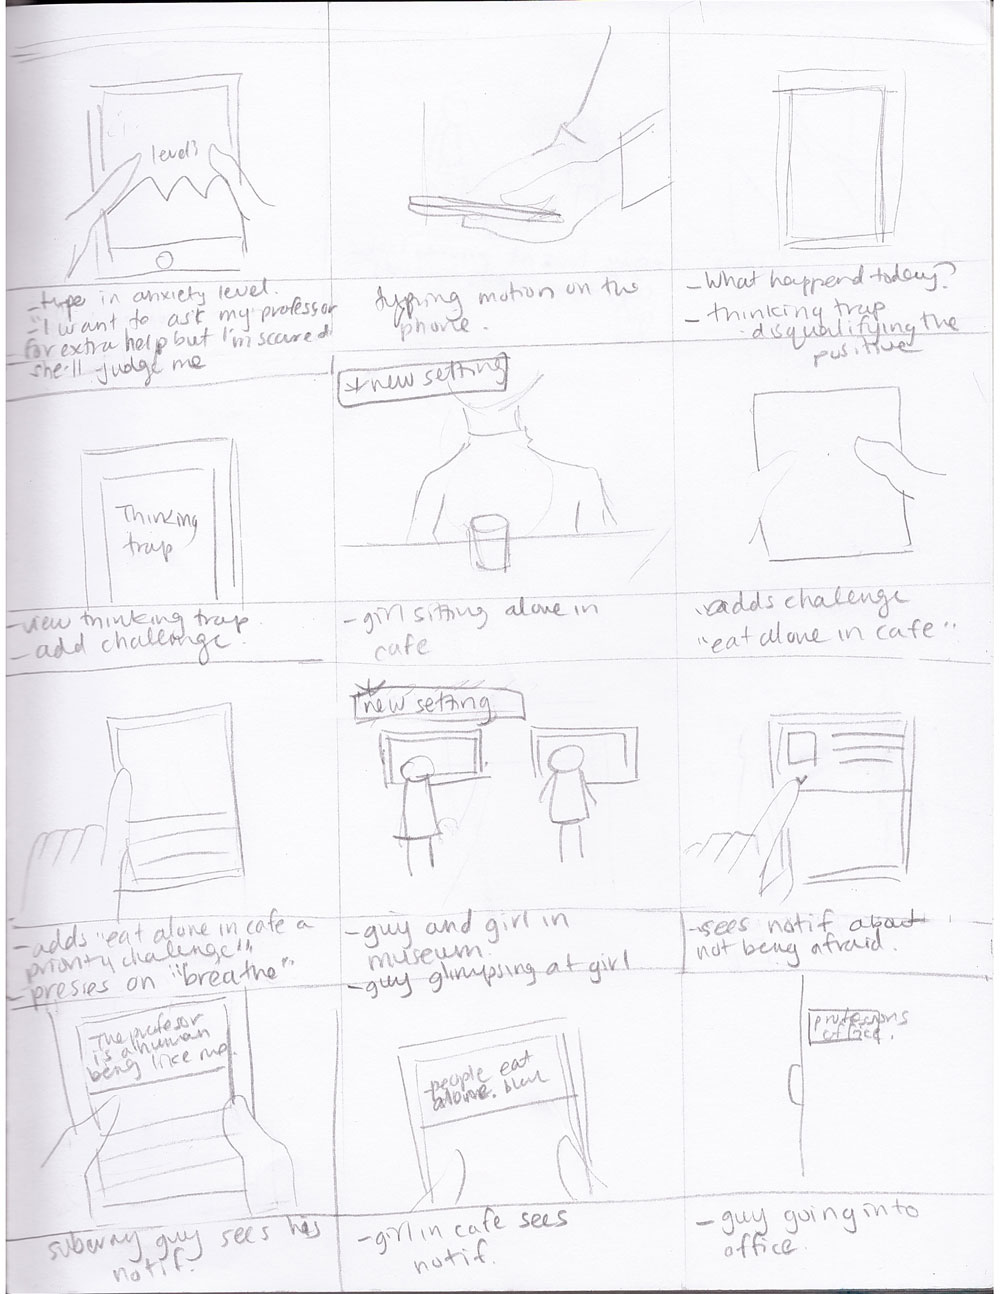 level?
- type in anxiety level.
- "I want to ask my professor
for extra help but I'm scared
she'll judge me
typing motion on the
phone.
- What happend today?
- thinking trap
disqualifying the
positive
Thinking
trap
- view thinking trap
- add challenge.
* new setting
- girl sitting alone in
cafe
adds challenge
"eat alone in cafe"
- adds "eat alone in cafe a
priority challenge"
- presses on "breathe"
* new setting
- guy and girl in
museum.
- guy glimpsing at girl
- sees notif about
not being afraid.
The profesor
is a human
being like me.
subway guy sees his
notif.
people eat
alone.
- girl in cafe sees
notif.
professors
office.
- guy going into
office.